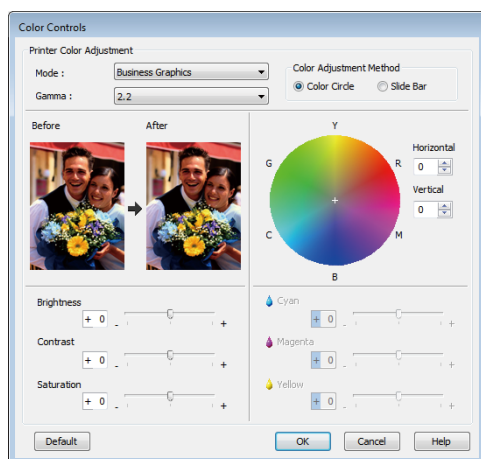 Color Controls
Printer Color Adjustment
Mode : Business Graphics
Gamma : 2.2
Color Adjustment Method
Color Circle Slide Bar
Before After
Y
G R
C M
B
Horizontal
0
Vertical
0
Brightness
+ 0 - +
Contrast
+ 0 - +
Saturation
+ 0 - +
Cyan
+ 0 - +
Magenta
+ 0 - +
Yellow
+ 0 - +
Default OK Cancel Help